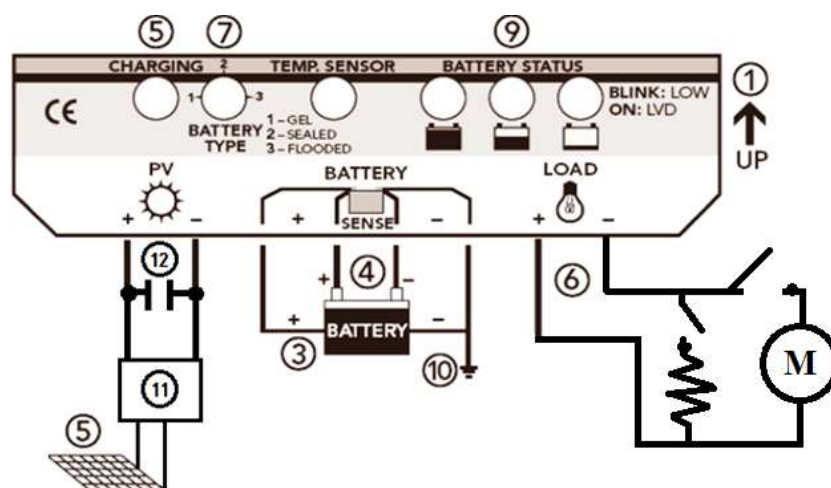 ⑤ ⑦ ⑨
CHARGING 2 TEMP. SENSOR BATTERY STATUS
①
1 3
BLINK: LOW
ON: LVD
CE
BATTERY TYPE
1 – GEL
2 – SEALED
3 – FLOODED
UP
PV BATTERY LOAD
+ − + SENSE − + −
⑫ + ④ − ⑥
③ + BATTERY −
⑩
⑪
M
⑤